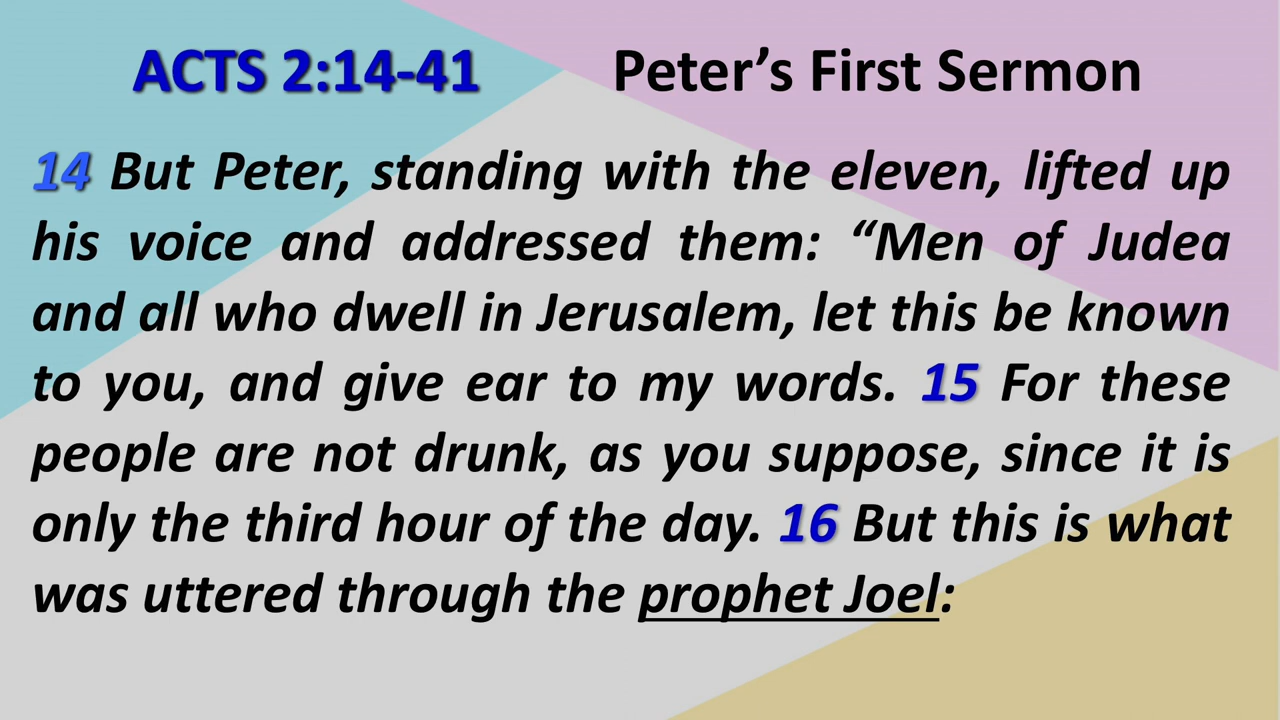 ACTS 2:14-41 Peter’s First Sermon
14 But Peter, standing with the eleven, lifted up
his voice and addressed them: “Men of Judea
and all who dwell in Jerusalem, let this be known
to you, and give ear to my words. 15 For these
people are not drunk, as you suppose, since it is
only the third hour of the day. 16 But this is what
was uttered through the prophet Joel: